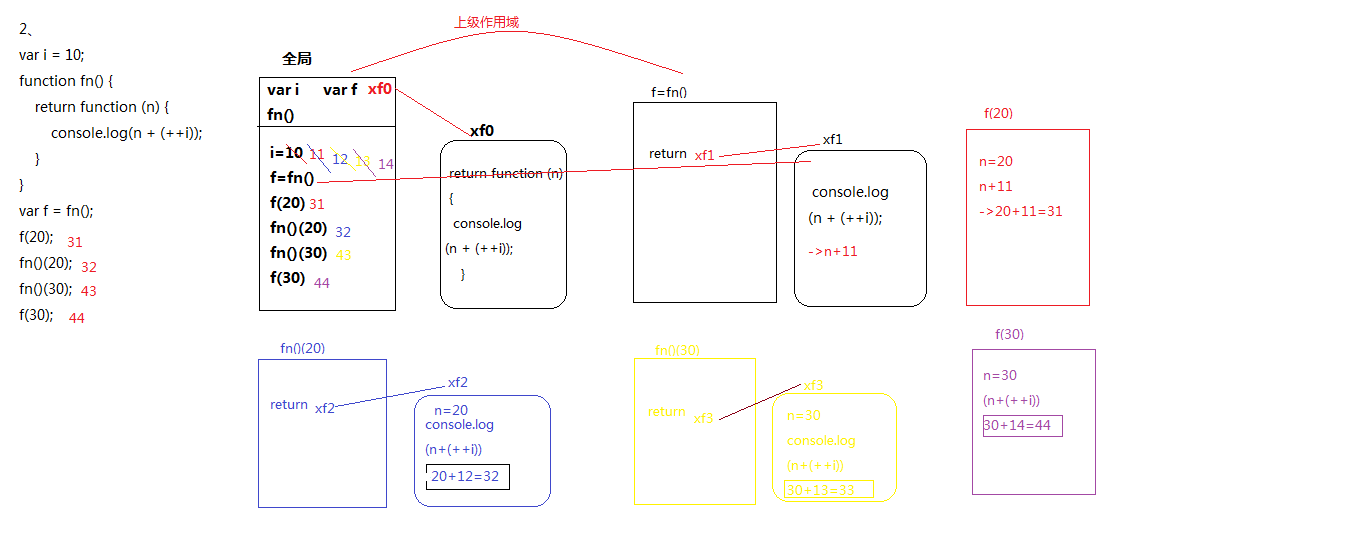 2、
var i = 10;
function fn() {
return function (n) {
console.log(n + (++i));
}
}
var f = fn();
f(20); 31
fn()(20); 32
fn()(30); 43
f(30); 44
上级作用域
全局
var i var f xf0
fn()
i=10 11 12 13 14
f=fn()
f(20) 31
fn()(20) 32
fn()(30) 43
f(30) 44
xf0
return function (n)
{
console.log
(n + (++i));
}
f=fn()
return xf1
xf1
console.log
(n + (++i));
->n+11
f(20)
n=20
n+11
->20+11=31
fn()(20)
return xf2
xf2
n=20
console.log
(n+(++i))
20+12=32
fn()(30)
return xf3
xf3
n=30
console.log
(n+(++i))
30+13=33
f(30)
n=30
(n+(++i))
30+14=44